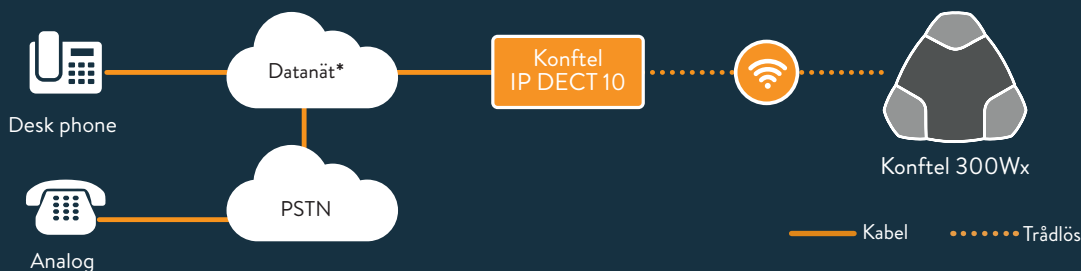 Desk phone
Datanät*
Konftel
IP DECT 10
Konftel 300Wx
Analog
PSTN
Kabel
Trådlös